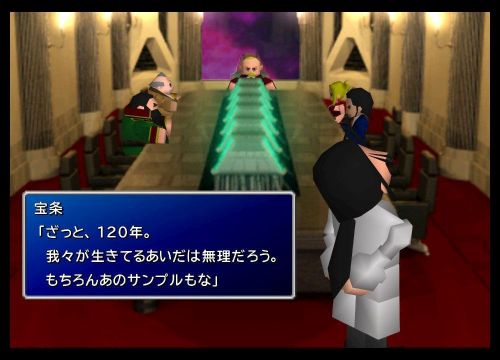 宝条
「ざっと、120年。
我々が生きてるあいだは無理だろう。
もちろんあのサンプルもな」